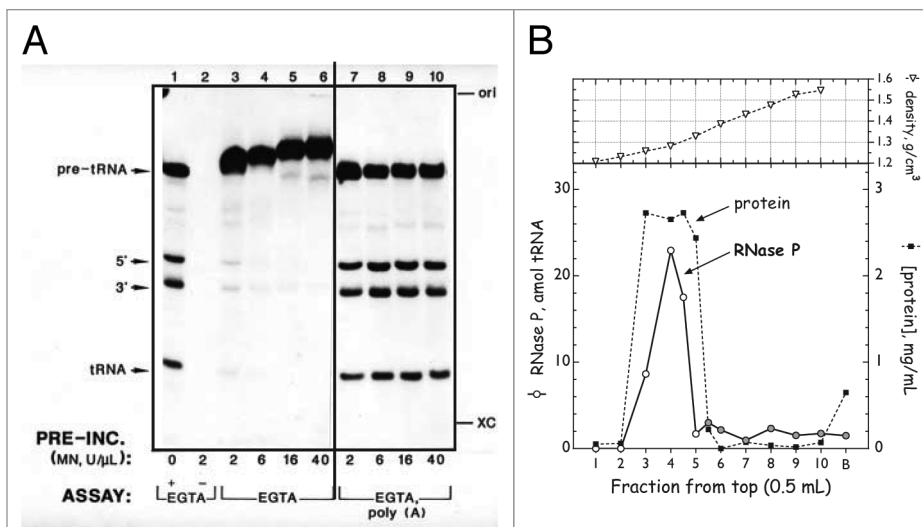 A
1 2 3 4 5 6 7 8 9 10
ori
pre-tRNA
5'
3'
tRNA
XC
PRE-INC.
(MN, U/μL): 0 2 2 6 16 40 2 6 16 40
+ −
ASSAY: EGTA EGTA EGTA,
poly (A)
B
1.6
1.5
1.4
1.3
1.2
density, g/cm³
30
20
10
0
RNase P, amol tRNA
protein
RNase P
3
2
1
0
[protein], mg/mL
1 2 3 4 5 6 7 8 9 10 B
Fraction from top (0.5 mL)